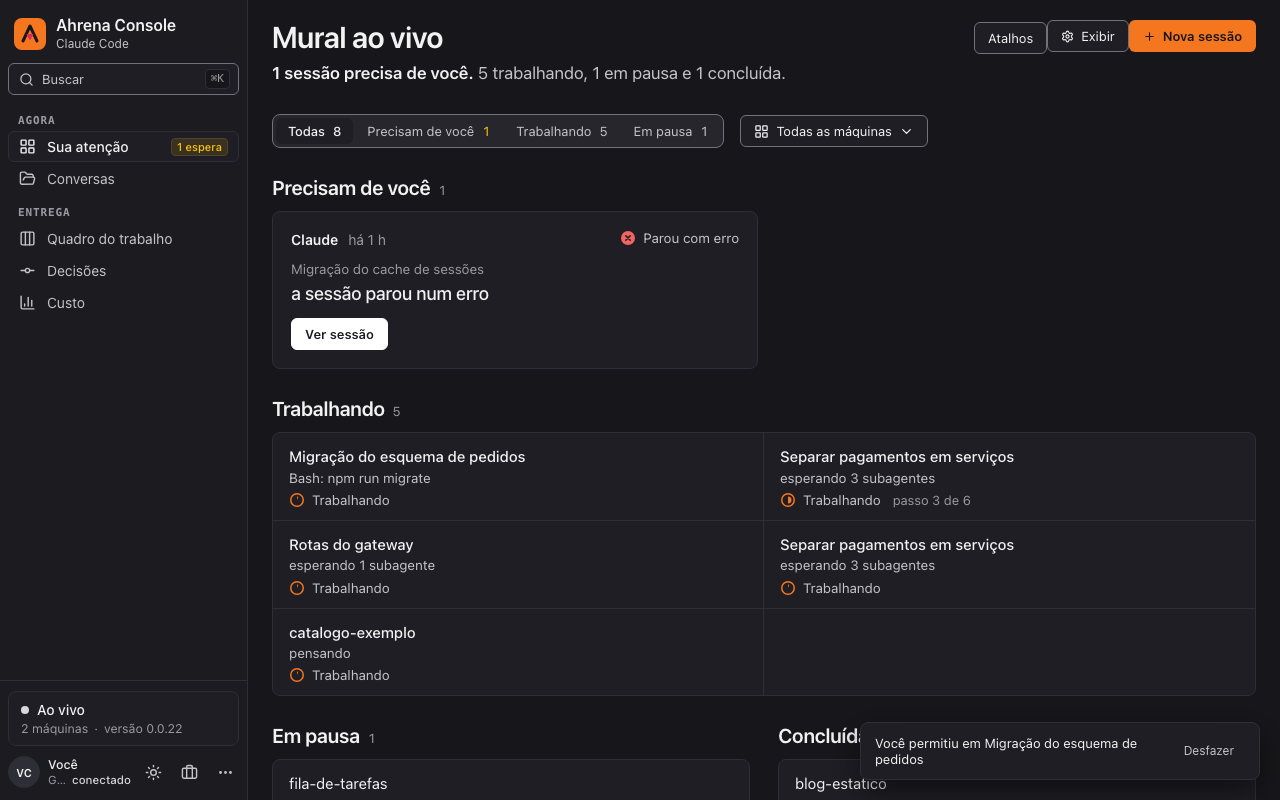 Ahrena Console
Claude Code
Buscar ⌘K
AGORA
Sua atenção 1 espera
Conversas
ENTREGA
Quadro do trabalho
Decisões
Custo
Ao vivo
2 máquinas · versão 0.0.22
VC Você
G... conectado
Mural ao vivo
Atalhos Exibir + Nova sessão
1 sessão precisa de você. 5 trabalhando, 1 em pausa e 1 concluída.
Todas 8 Precisam de você 1 Trabalhando 5 Em pausa 1 Todas as máquinas
Precisam de você 1
Claude há 1 h Parou com erro
Migração do cache de sessões
a sessão parou num erro
Ver sessão
Trabalhando 5
Migração do esquema de pedidos
Bash: npm run migrate
Trabalhando
Separar pagamentos em serviços
esperando 3 subagentes
Trabalhando passo 3 de 6
Rotas do gateway
esperando 1 subagente
Trabalhando
Separar pagamentos em serviços
esperando 3 subagentes
Trabalhando
catalogo-exemplo
pensando
Trabalhando
Em pausa 1
fila-de-tarefas
Concluída
blog-estatico
Você permitiu em Migração do esquema de
pedidos
Desfazer